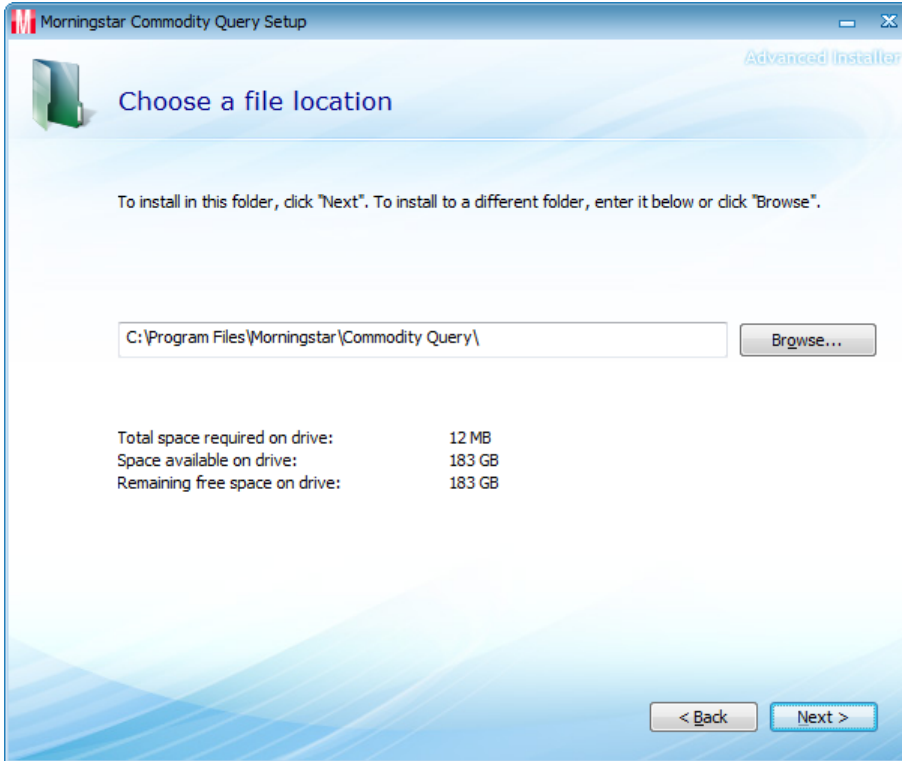 Morningstar Commodity Query Setup
Advanced Installer
Choose a file location
To install in this folder, click "Next". To install to a different folder, enter it below or click "Browse".
C:\Program Files\Morningstar\Commodity Query\
Browse...
Total space required on drive: 12 MB
Space available on drive: 183 GB
Remaining free space on drive: 183 GB
< Back Next >